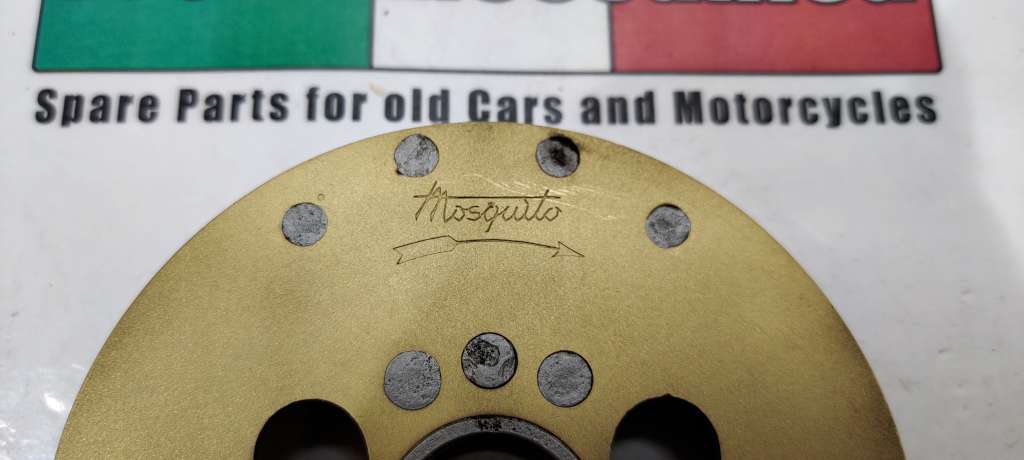 Spare Parts for old Cars and Motorcycles
Mosquito